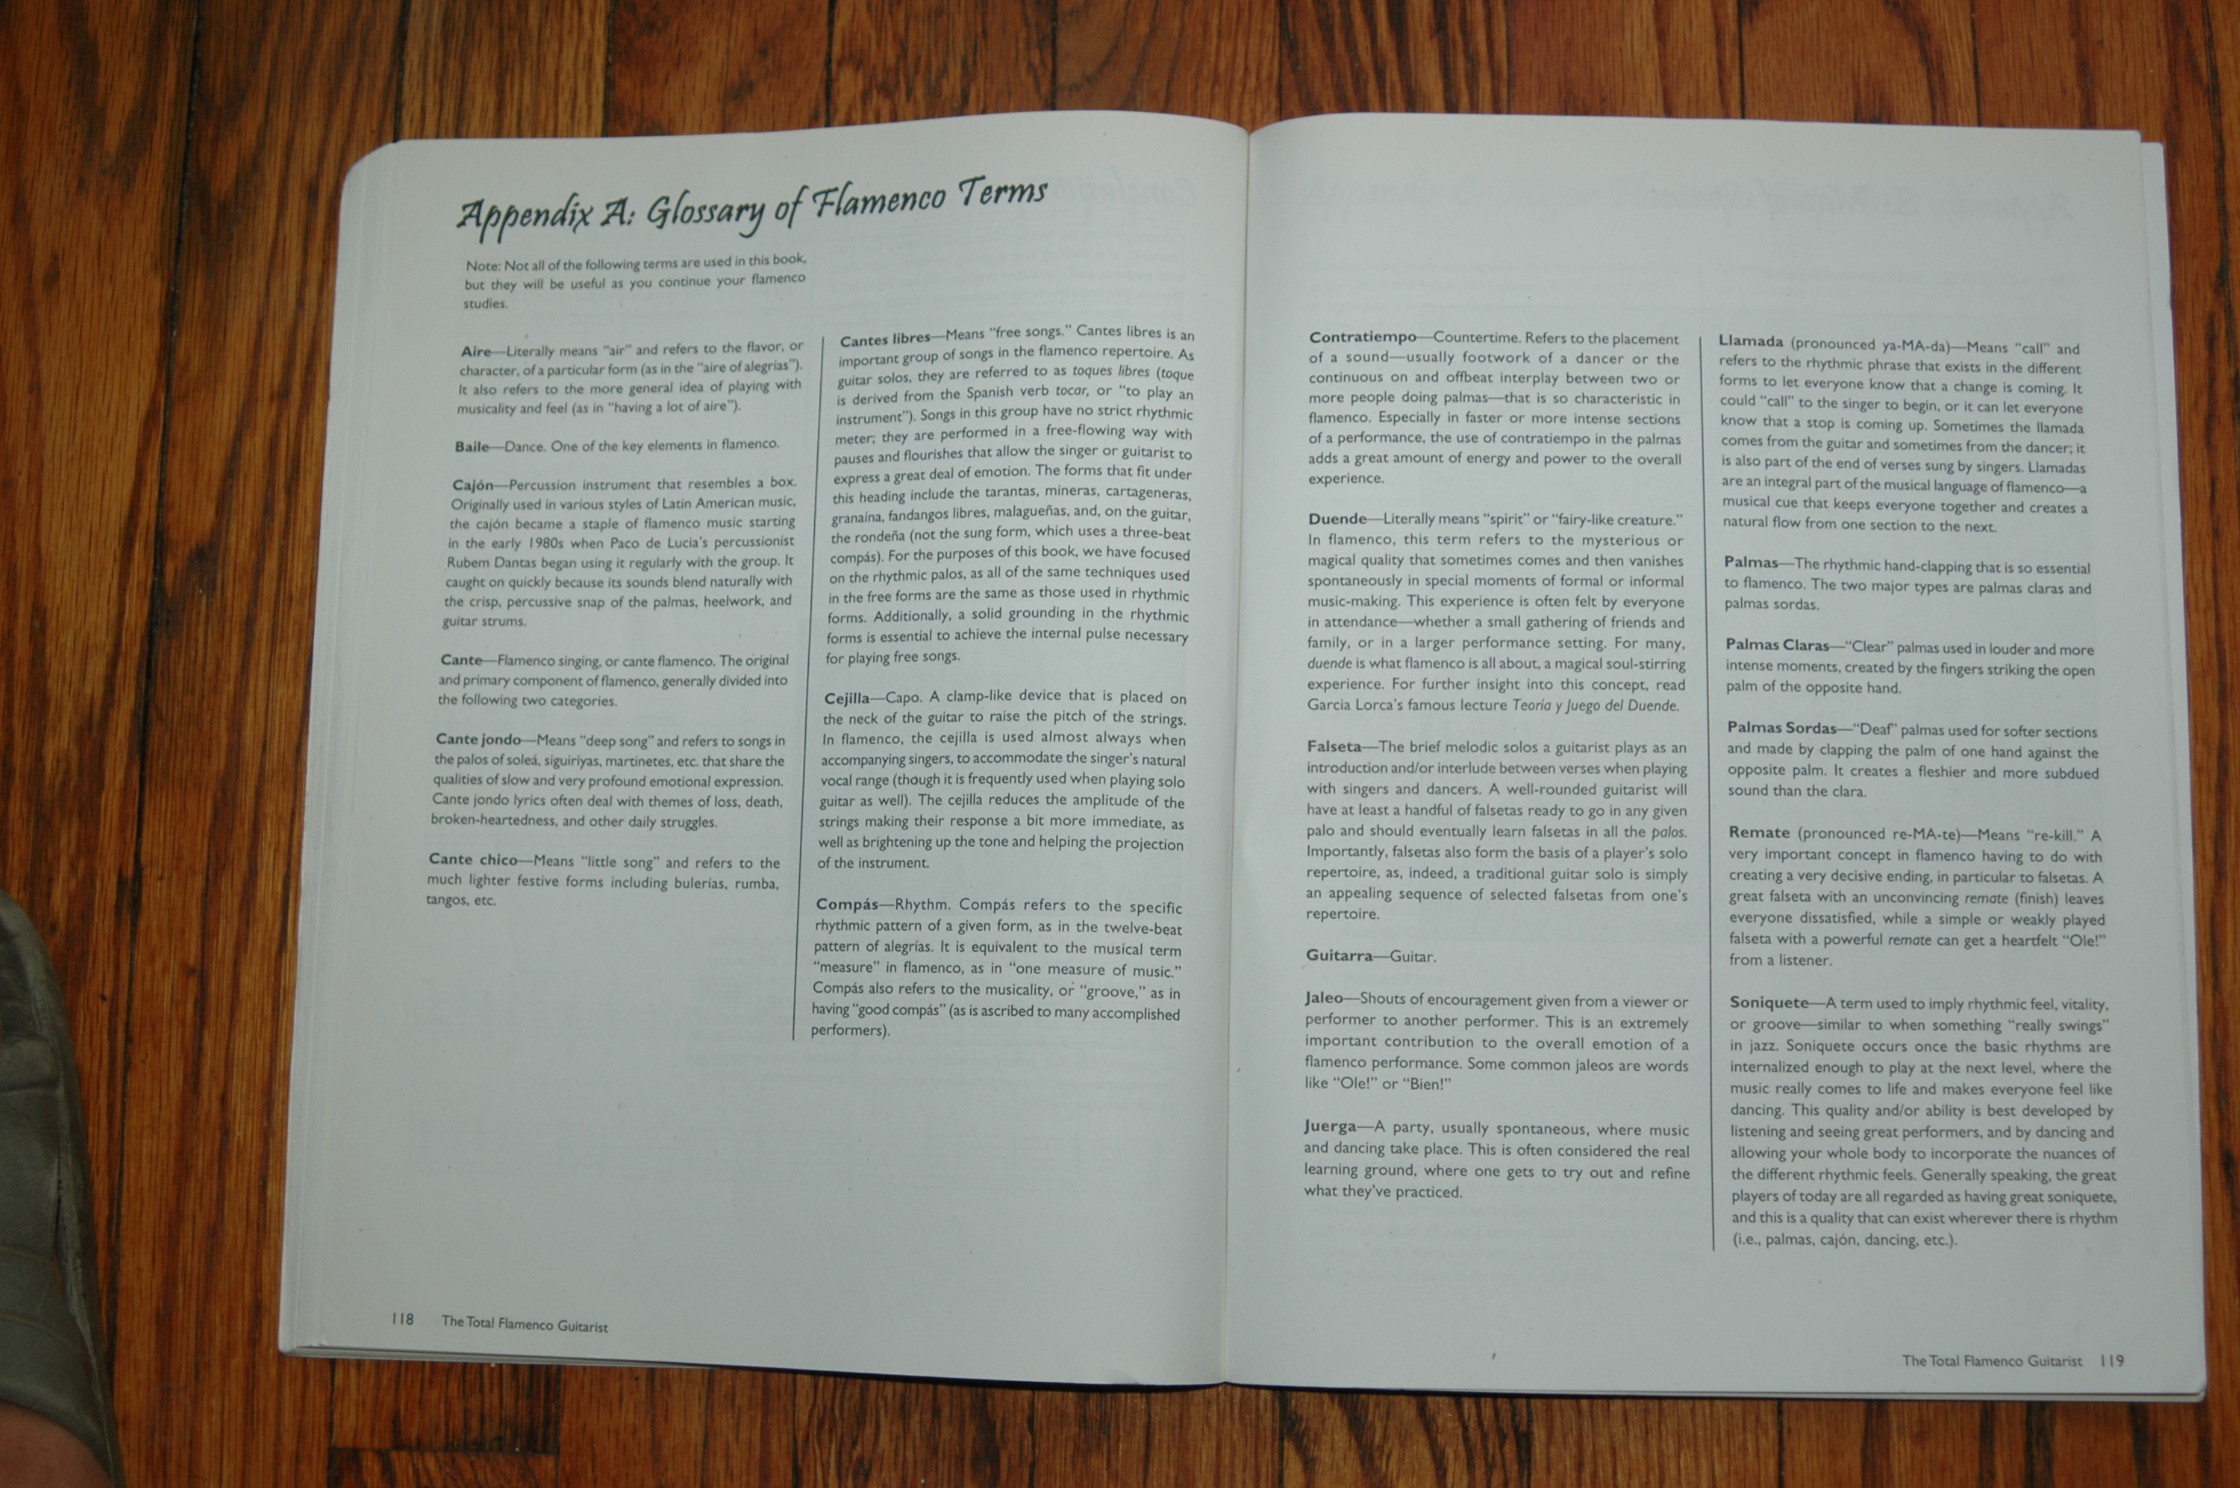 Appendix A: Glossary of Flamenco Terms
Note: Not all of the following terms are used in this book,
but they will be useful as you continue your flamenco
studies.
Aire—Literally means "air" and refers to the flavor, or
character, of a particular form (as in the "aire of alegrías").
It also refers to the more general idea of playing with
musicality and feel (as in "having a lot of aire").
Baile—Dance. One of the key elements in flamenco.
Cajón—Percussion instrument that resembles a box.
Originally used in various styles of Latin American music,
the cajón became a staple of flamenco music starting
in the early 1980s when Paco de Lucia's percussionist
Rubem Dantas began using it regularly with the group. It
caught on quickly because its sounds blend naturally with
the crisp, percussive snap of the palmas, heelwork, and
guitar strums.
Cante—Flamenco singing, or cante flamenco. The original
and primary component of flamenco, generally divided into
the following two categories.
Cante jondo—Means "deep song" and refers to songs in
the palos of soleá, siguiriyas, martinetes, etc. that share the
qualities of slow and very profound emotional expression.
Cante jondo lyrics often deal with themes of loss, death,
broken-heartedness, and other daily struggles.
Cante chico—Means "little song" and refers to the
much lighter festive forms including bulerías, rumba,
tangos, etc.
Cantes libres—Means "free songs." Cantes libres is an
important group of songs in the flamenco repertoire. As
guitar solos, they are referred to as toques libres (toque
is derived from the Spanish verb tocar, or "to play an
instrument"). Songs in this group have no strict rhythmic
meter; they are performed in a free-flowing way with
pauses and flourishes that allow the singer or guitarist to
express a great deal of emotion. The forms that fit under
this heading include the tarantas, mineras, cartageneras,
granaína, fandangos libres, malagueñas, and, on the guitar,
the rondeña (not the sung form, which uses a three-beat
compás). For the purposes of this book, we have focused
on the rhythmic palos, as all of the same techniques used
in the free forms are the same as those used in rhythmic
forms. Additionally, a solid grounding in the rhythmic
forms is essential to achieve the internal pulse necessary
for playing free songs.
Cejilla—Capo. A clamp-like device that is placed on
the neck of the guitar to raise the pitch of the strings.
In flamenco, the cejilla is used almost always when
accompanying singers, to accommodate the singer's natural
vocal range (though it is frequently used when playing solo
guitar as well). The cejilla reduces the amplitude of the
strings making their response a bit more immediate, as
well as brightening up the tone and helping the projection
of the instrument.
Compás—Rhythm. Compás refers to the specific
rhythmic pattern of a given form, as in the twelve-beat
pattern of alegrías. It is equivalent to the musical term
"measure" in flamenco, as in "one measure of music."
Compás also refers to the musicality, or "groove," as in
having "good compás" (as is ascribed to many accomplished
performers).
118 The Total Flamenco Guitarist
Contratiempo—Countertime. Refers to the placement
of a sound—usually footwork of a dancer or the
continuous on and offbeat interplay between two or
more people doing palmas—that is so characteristic in
flamenco. Especially in faster or more intense sections
of a performance, the use of contratiempo in the palmas
adds a great amount of energy and power to the overall
experience.
Duende—Literally means "spirit" or "fairy-like creature."
In flamenco, this term refers to the mysterious or
magical quality that sometimes comes and then vanishes
spontaneously in special moments of formal or informal
music-making. This experience is often felt by everyone
in attendance—whether a small gathering of friends and
family, or in a larger performance setting. For many,
duende is what flamenco is all about, a magical soul-stirring
experience. For further insight into this concept, read
Garcia Lorca's famous lecture Teoría y Juego del Duende.
Falseta—The brief melodic solos a guitarist plays as an
introduction and/or interlude between verses when playing
with singers and dancers. A well-rounded guitarist will
have at least a handful of falsetas ready to go in any given
palo and should eventually learn falsetas in all the palos.
Importantly, falsetas also form the basis of a player's solo
repertoire, as, indeed, a traditional guitar solo is simply
an appealing sequence of selected falsetas from one's
repertoire.
Guitarra—Guitar.
Jaleo—Shouts of encouragement given from a viewer or
performer to another performer. This is an extremely
important contribution to the overall emotion of a
flamenco performance. Some common jaleos are words
like "Ole!" or "Bien!"
Juerga—A party, usually spontaneous, where music
and dancing take place. This is often considered the real
learning ground, where one gets to try out and refine
what they've practiced.
Llamada (pronounced ya-MA-da)—Means "call" and
refers to the rhythmic phrase that exists in the different
forms to let everyone know that a change is coming. It
could "call" to the singer to begin, or it can let everyone
know that a stop is coming up. Sometimes the llamada
comes from the guitar and sometimes from the dancer; it
is also part of the end of verses sung by singers. Llamadas
are an integral part of the musical language of flamenco—a
musical cue that keeps everyone together and creates a
natural flow from one section to the next.
Palmas—The rhythmic hand-clapping that is so essential
to flamenco. The two major types are palmas claras and
palmas sordas.
Palmas Claras—"Clear" palmas used in louder and more
intense moments, created by the fingers striking the open
palm of the opposite hand.
Palmas Sordas—"Deaf" palmas used for softer sections
and made by clapping the palm of one hand against the
opposite palm. It creates a fleshier and more subdued
sound than the clara.
Remate (pronounced re-MA-te)—Means "re-kill." A
very important concept in flamenco having to do with
creating a very decisive ending, in particular to falsetas. A
great falseta with an unconvincing remate (finish) leaves
everyone dissatisfied, while a simple or weakly played
falseta with a powerful remate can get a heartfelt "Ole!"
from a listener.
Soniquete—A term used to imply rhythmic feel, vitality,
or groove—similar to when something "really swings"
in jazz. Soniquete occurs once the basic rhythms are
internalized enough to play at the next level, where the
music really comes to life and makes everyone feel like
dancing. This quality and/or ability is best developed by
listening and seeing great performers, and by dancing and
allowing your whole body to incorporate the nuances of
the different rhythmic feels. Generally speaking, the great
players of today are all regarded as having great soniquete,
and this is a quality that can exist wherever there is rhythm
(i.e., palmas, cajón, dancing, etc.).
The Total Flamenco Guitarist 119